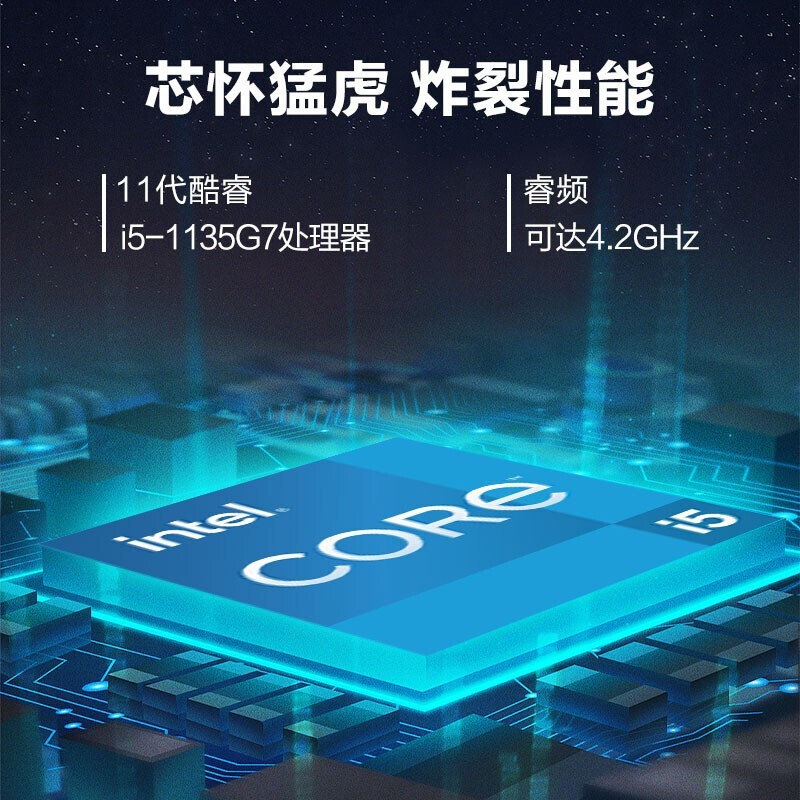 芯怀猛虎 炸裂性能
11代酷睿
i5-1135G7处理器
睿频
可达4.2GHz
intel®
CORE™
i5